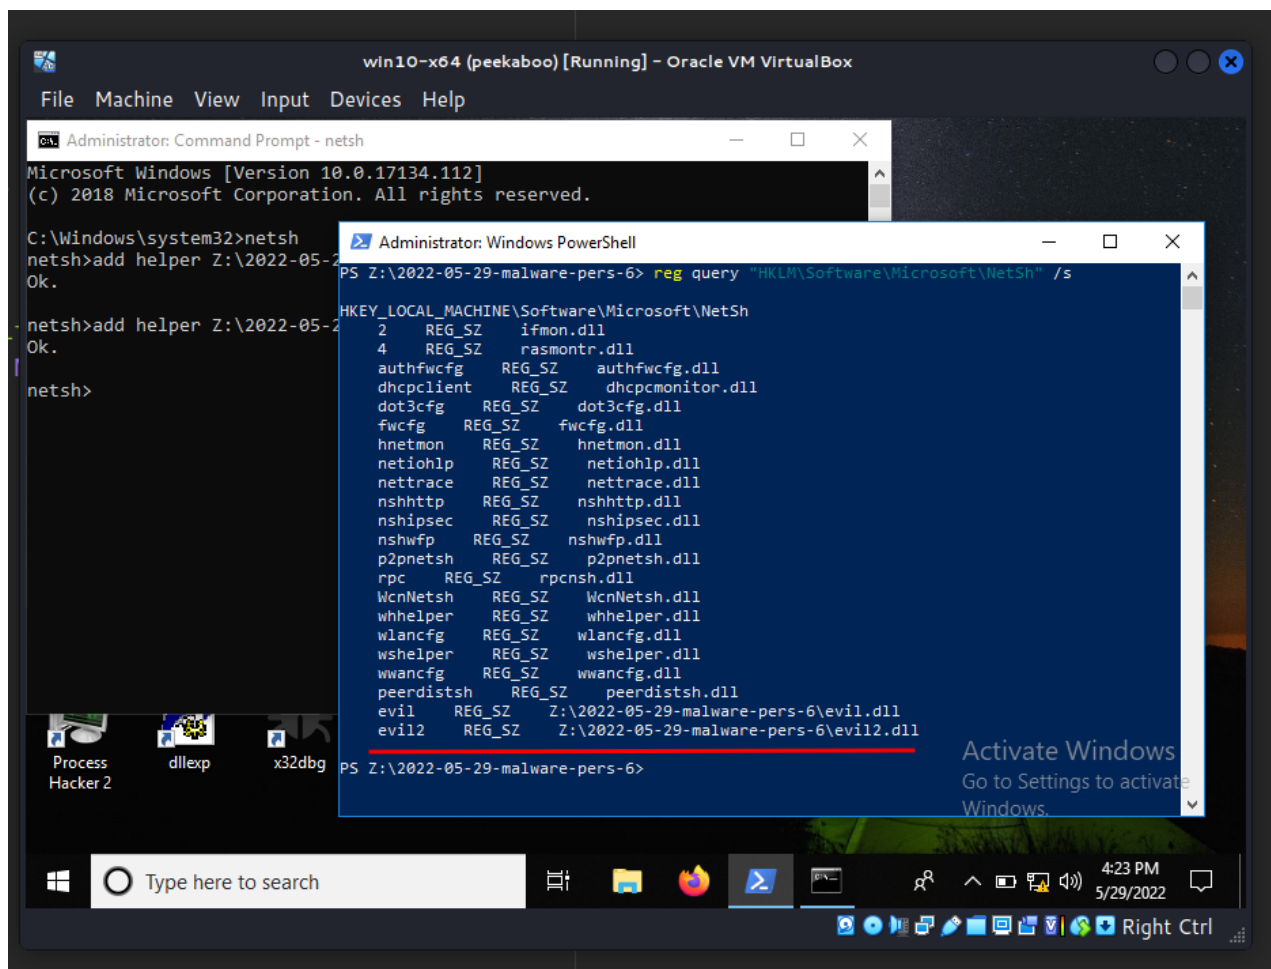 win10-x64 (peekaboo) [Running] - Oracle VM VirtualBox
File Machine View Input Devices Help
Administrator: Command Prompt - netsh
Microsoft Windows [Version 10.0.17134.112]
(c) 2018 Microsoft Corporation. All rights reserved.
C:\Windows\system32>netsh
netsh>add helper Z:\2022-05-2
Ok.
netsh>add helper Z:\2022-05-2
Ok.
netsh>
Administrator: Windows PowerShell
PS Z:\2022-05-29-malware-pers-6> reg query "HKLM\Software\Microsoft\NetSh" /s
HKEY_LOCAL_MACHINE\Software\Microsoft\NetSh
2 REG_SZ ifmon.dll
4 REG_SZ rasmontr.dll
authfwcfg REG_SZ authfwcfg.dll
dhcpclient REG_SZ dhcpcmonitor.dll
dot3cfg REG_SZ dot3cfg.dll
fwcfg REG_SZ fwcfg.dll
hnetmon REG_SZ hnetmon.dll
netiohlp REG_SZ netiohlp.dll
nettrace REG_SZ nettrace.dll
nshhttp REG_SZ nshhttp.dll
nshipsec REG_SZ nshipsec.dll
nshwfp REG_SZ nshwfp.dll
p2pnetsh REG_SZ p2pnetsh.dll
rpc REG_SZ rpcnsh.dll
WcnNetsh REG_SZ WcnNetsh.dll
whhelper REG_SZ whhelper.dll
wlancfg REG_SZ wlancfg.dll
wshelper REG_SZ wshelper.dll
wwancfg REG_SZ wwancfg.dll
peerdistsh REG_SZ peerdistsh.dll
evil REG_SZ Z:\2022-05-29-malware-pers-6\evil.dll
evil2 REG_SZ Z:\2022-05-29-malware-pers-6\evil2.dll
PS Z:\2022-05-29-malware-pers-6>
Process Hacker 2
dllexp
x32dbg
Activate Windows
Go to Settings to activate
Windows.
Type here to search
4:23 PM
5/29/2022
Right Ctrl